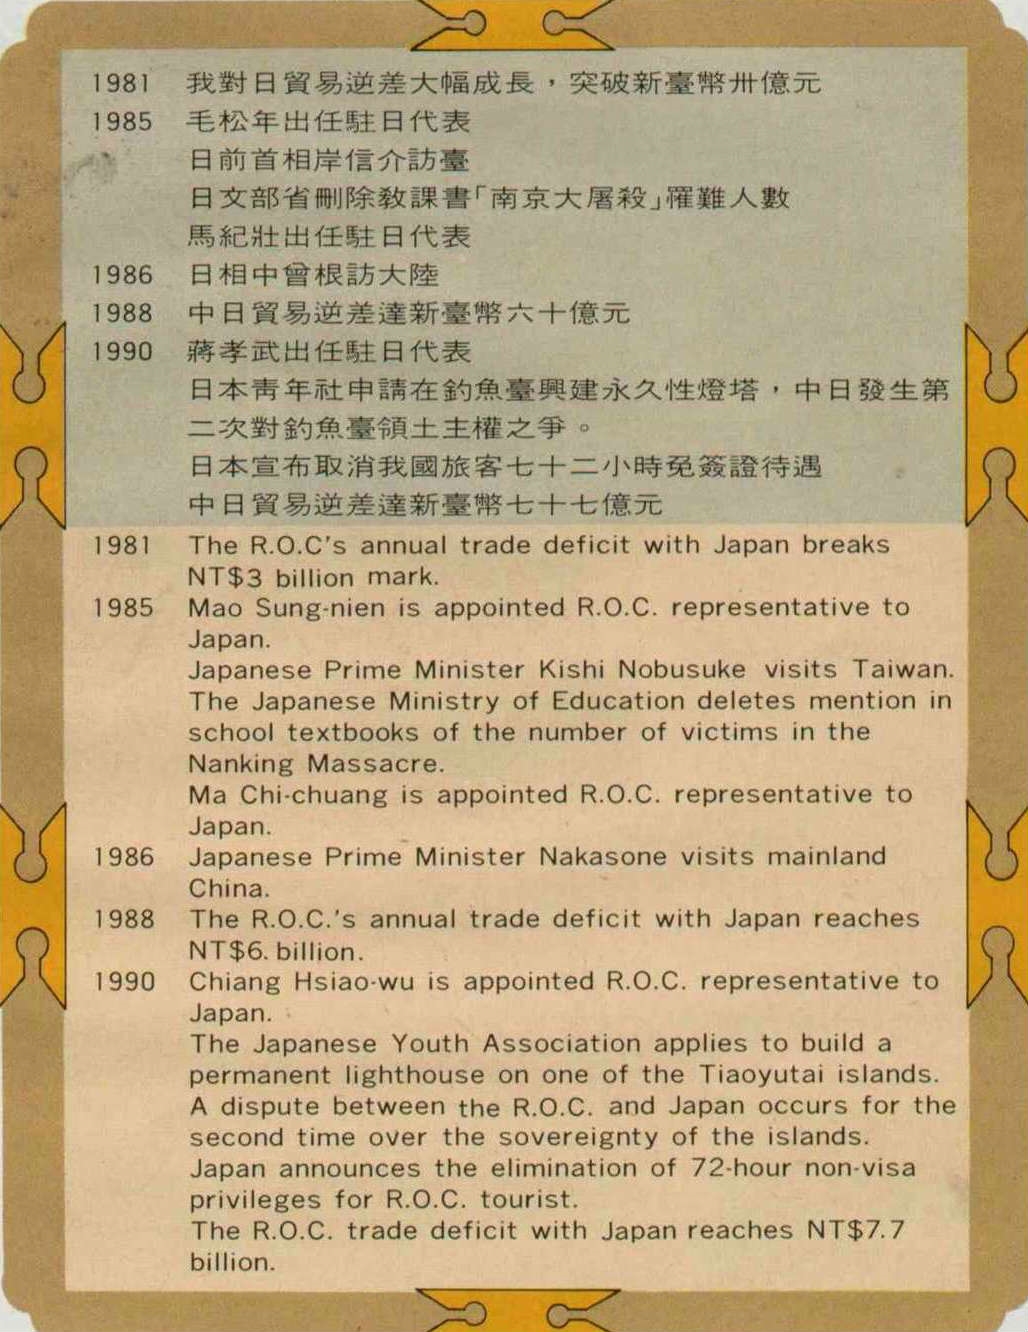 1981 我對日貿易逆差大幅成長，突破新臺幣卅億元
1985 毛松年出任駐日代表
日前首相岸信介訪臺
日文部省刪除教課書「南京大屠殺」罹難人數
馬紀壯出任駐日代表
1986 日相中曾根訪大陸
1988 中日貿易逆差達新臺幣六十億元
1990 蔣孝武出任駐日代表
日本靑年社申請在釣魚臺興建永久性燈塔，中日發生第
二次對釣魚臺領土主權之爭。
日本宣布取消我國旅客七十二小時免簽證待遇
中日貿易逆差達新臺幣七十七億元
1981 The R.O.C's annual trade deficit with Japan breaks
NT$3 billion mark.
1985 Mao Sung-nien is appointed R.O.C. representative to
Japan.
Japanese Prime Minister Kishi Nobusuke visits Taiwan.
The Japanese Ministry of Education deletes mention in
school textbooks of the number of victims in the
Nanking Massacre.
Ma Chi-chuang is appointed R.O.C. representative to
Japan.
1986 Japanese Prime Minister Nakasone visits mainland
China.
1988 The R.O.C.'s annual trade deficit with Japan reaches
NT$6. billion.
1990 Chiang Hsiao-wu is appointed R.O.C. representative to
Japan.
The Japanese Youth Association applies to build a
permanent lighthouse on one of the Tiaoyutai islands.
A dispute between the R.O.C. and Japan occurs for the
second time over the sovereignty of the islands.
Japan announces the elimination of 72-hour non-visa
privileges for R.O.C. tourist.
The R.O.C. trade deficit with Japan reaches NT$7.7
billion.